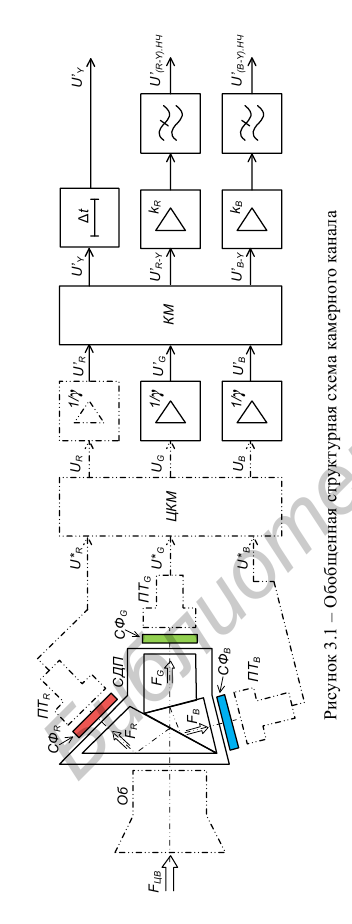 F_ЦВ
Об
СФ_R
ПТ_R
СДП
F_R
F_G
F_B
СФ_G
ПТ_G
СФ_B
ПТ_B
U*_R
U*_G
U*_B
ЦКМ
U_R
U_G
U_B
1/γ
1/γ
1/γ
U'_R
U'_G
U'_B
КМ
U'_Y
U'_R-Y
U'_B-Y
Δt
k_R
k_B
U'_Y
U'_(R-Y).НЧ
U'_(B-Y).НЧ
Рисунок 3.1 – Обобщенная структурная схема камерного канала
Библиоте